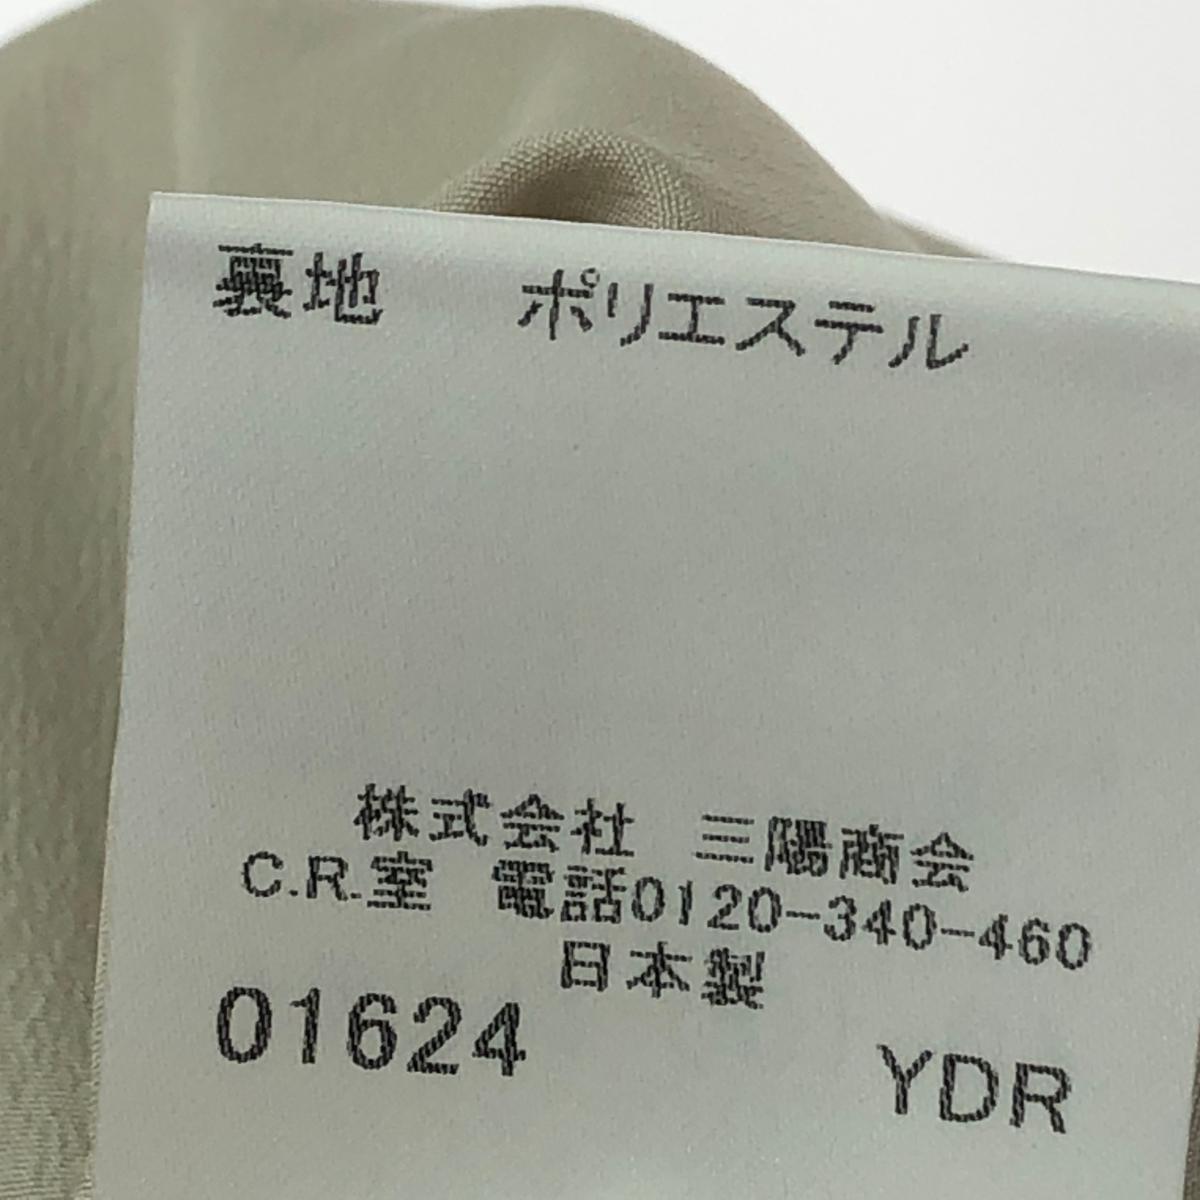 裏地　ポリエステル
株式会社　三陽商会
C.R.室　電話0120-340-460
日本製
01624　YDR